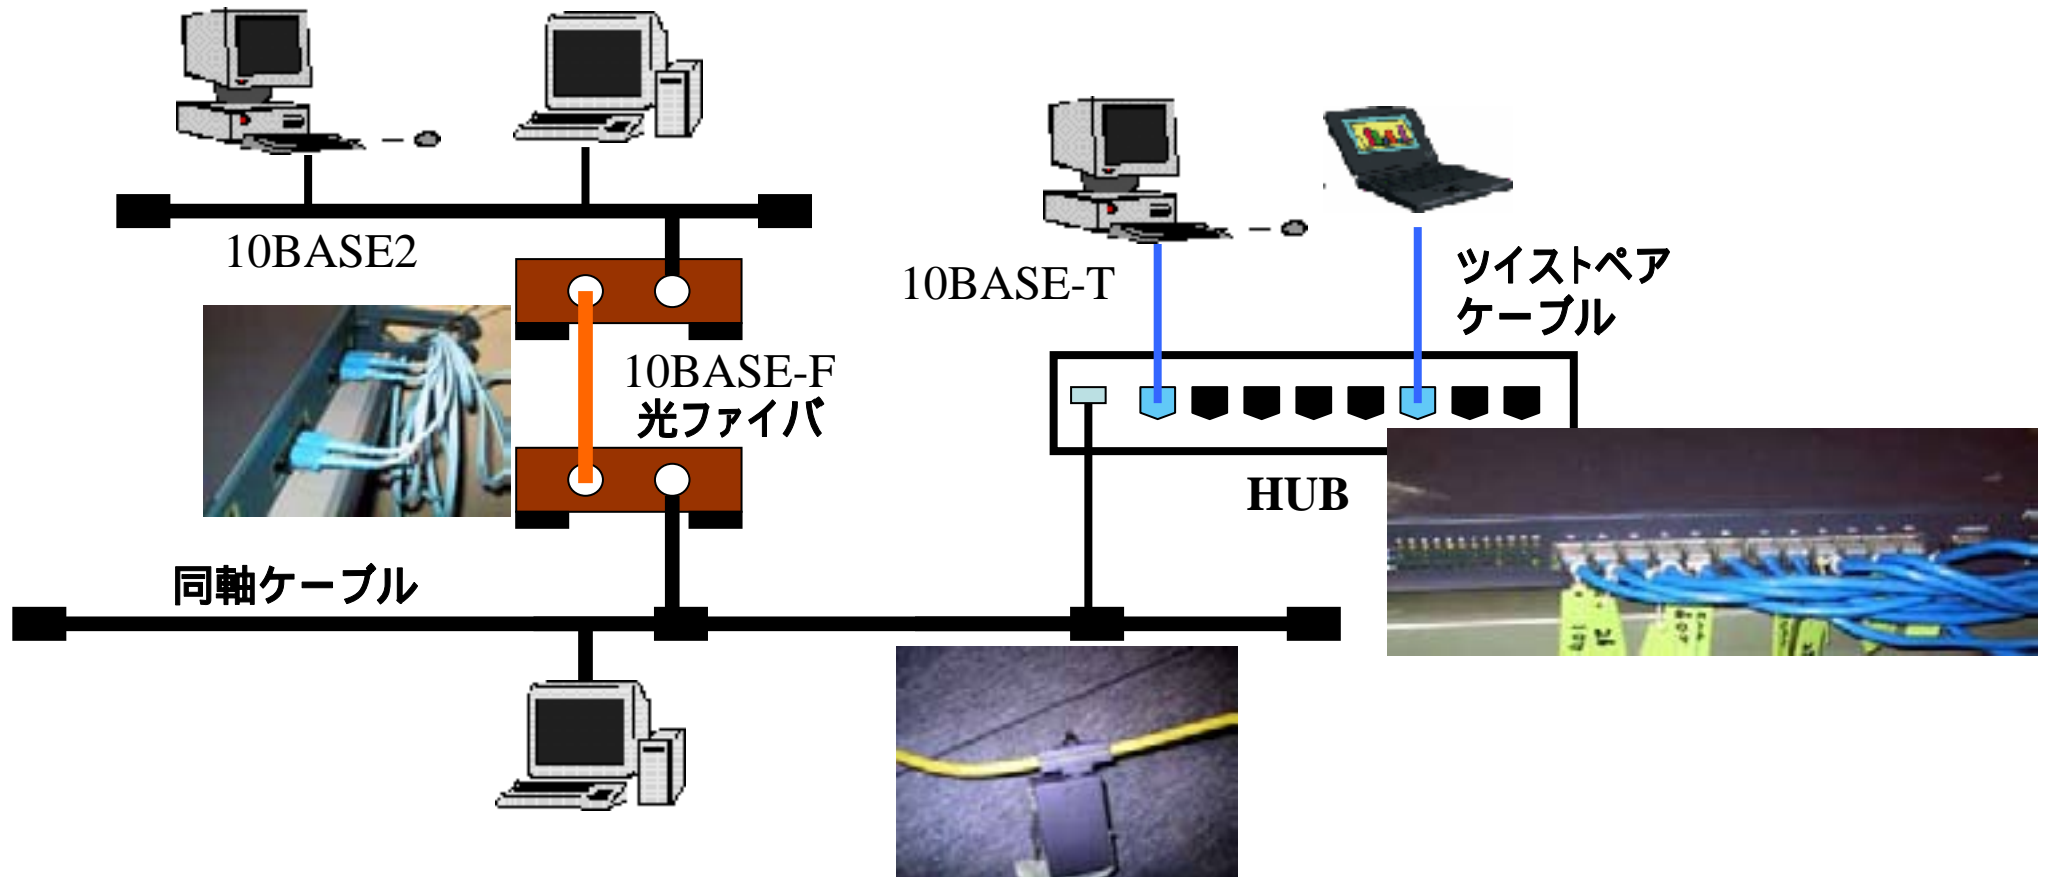 10BASE2
10BASE-T
ツイストペア
ケーブル
10BASE-F
光ファイバ
HUB
同軸ケーブル